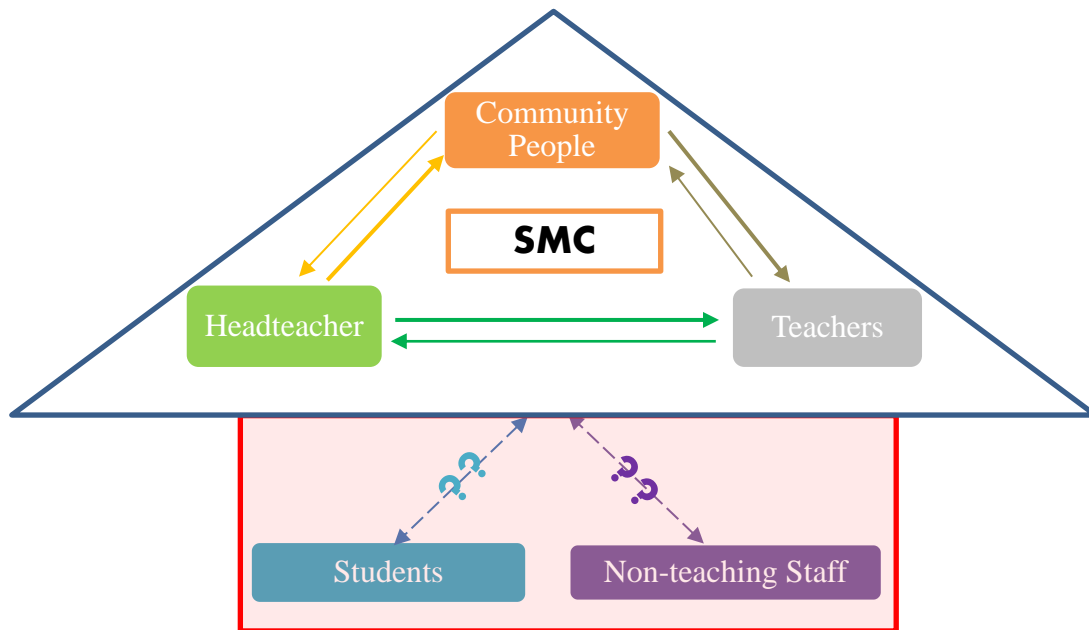 Community
People
SMC
Headteacher
Teachers
??
??
Students
Non-teaching Staff